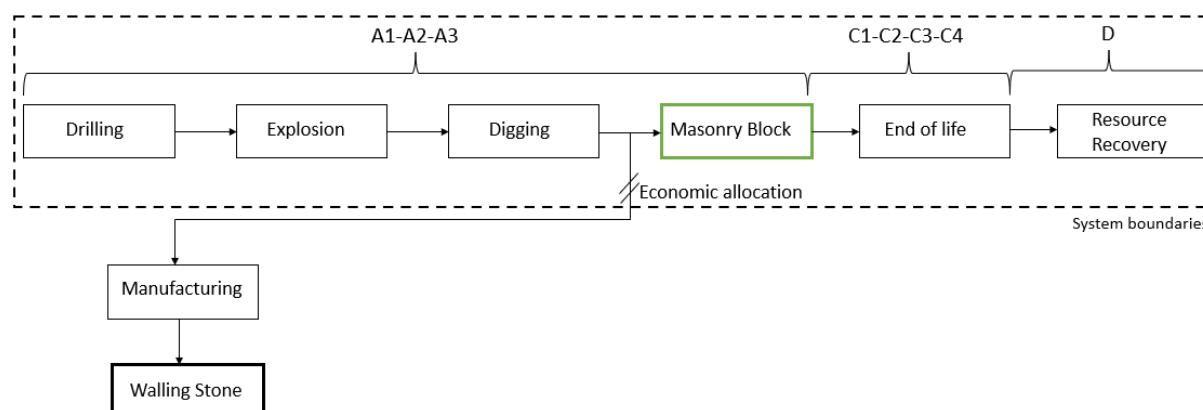 A1-A2-A3
C1-C2-C3-C4
D
Drilling
Explosion
Digging
Masonry Block
End of life
Resource
Recovery
Economic allocation
System boundaries
Manufacturing
Walling Stone